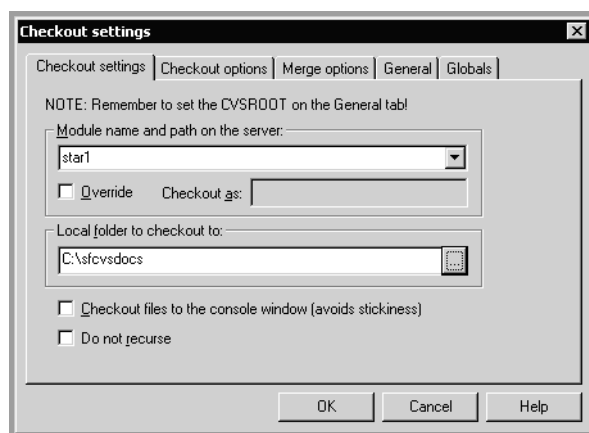 Checkout settings
Checkout settings Checkout options Merge options General Globals
NOTE: Remember to set the CVSROOT on the General tab!
Module name and path on the server:
star1
Override Checkout as:
Local folder to checkout to:
C:\sfcvsdocs
...
Checkout files to the console window (avoids stickiness)
Do not recurse
OK Cancel Help